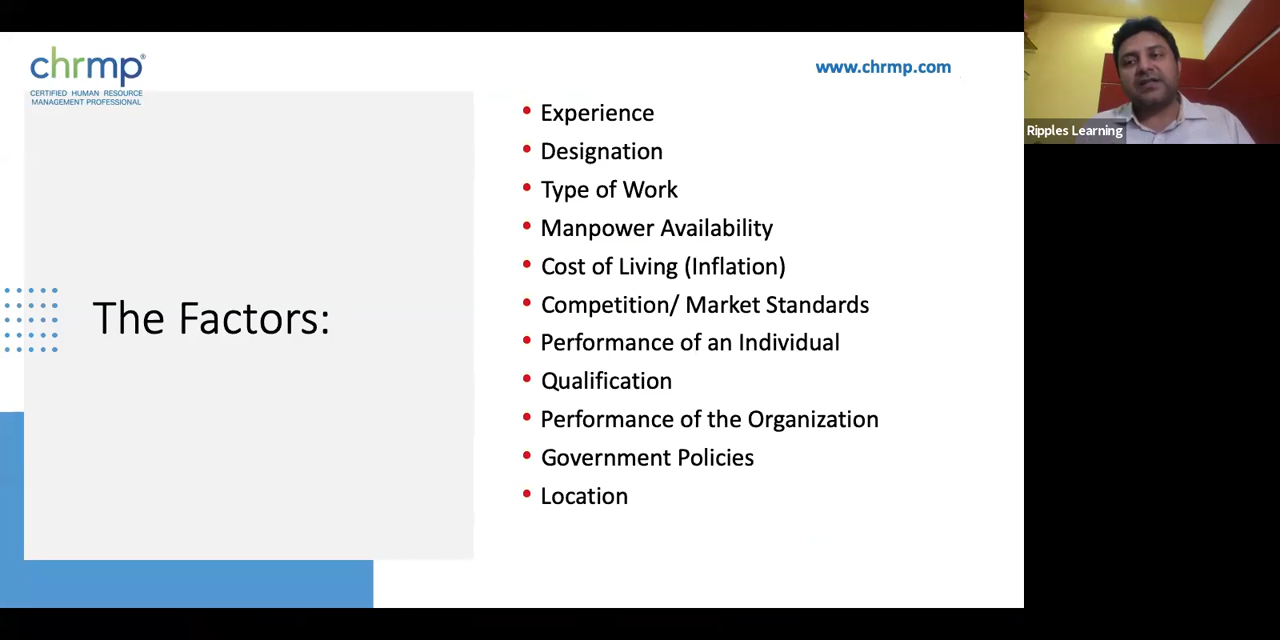 chrmp®
CERTIFIED HUMAN RESOURCE
MANAGEMENT PROFESSIONAL
www.chrmp.com
Ripples Learning
The Factors:
• Experience
• Designation
• Type of Work
• Manpower Availability
• Cost of Living (Inflation)
• Competition/ Market Standards
• Performance of an Individual
• Qualification
• Performance of the Organization
• Government Policies
• Location